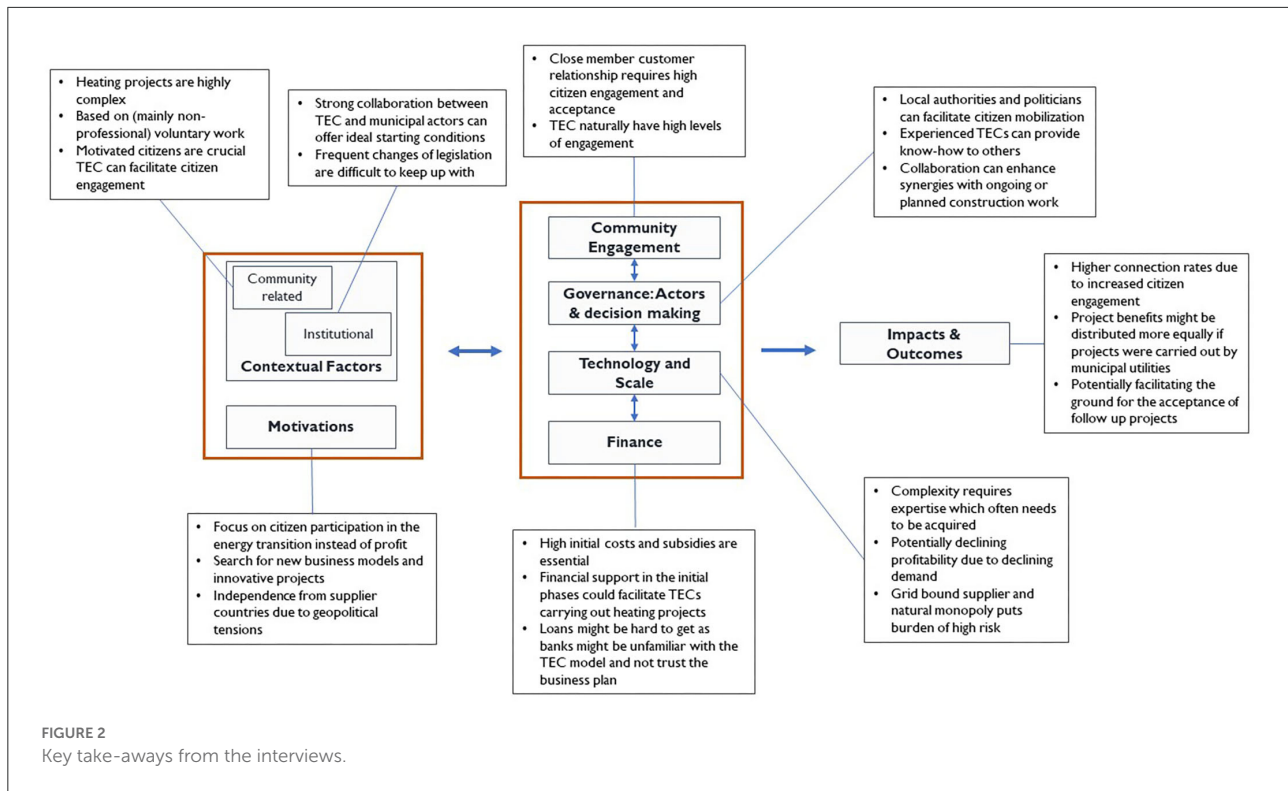 • Heating projects are highly
complex
• Based on (mainly non-
professional) voluntary work
• Motivated citizens are crucial
TEC can facilitate citizen
engagement
• Strong collaboration between
TEC and municipal actors can
offer ideal starting conditions
• Frequent changes of legislation
are difficult to keep up with
• Close member customer
relationship requires high
citizen engagement and
acceptance
• TEC naturally have high levels
of engagement
• Local authorities and politicians
can facilitate citizen mobilization
• Experienced TECs can provide
know-how to others
• Collaboration can enhance
synergies with ongoing or
planned construction work
Community
related
Institutional
Contextual Factors
Motivations
Community
Engagement
Governance: Actors
& decision making
Technology and
Scale
Finance
Impacts &
Outcomes
• Higher connection rates due
to increased citizen
engagement
• Project benefits might be
distributed more equally if
projects were carried out by
municipal utilities
• Potentially facilitating the
ground for the acceptance of
follow up projects
• Focus on citizen participation in the
energy transition instead of profit
• Search for new business models and
innovative projects
• Independence from supplier
countries due to geopolitical
tensions
• High initial costs and subsidies are
essential
• Financial support in the initial
phases could facilitate TECs
carrying out heating projects
• Loans might be hard to get as
banks might be unfamiliar with the
TEC model and not trust the
business plan
• Complexity requires
expertise which often needs
to be acquired
• Potentially declining
profitability due to declining
demand
• Grid bound supplier and
natural monopoly puts
burden of high risk
FIGURE 2
Key take-aways from the interviews.